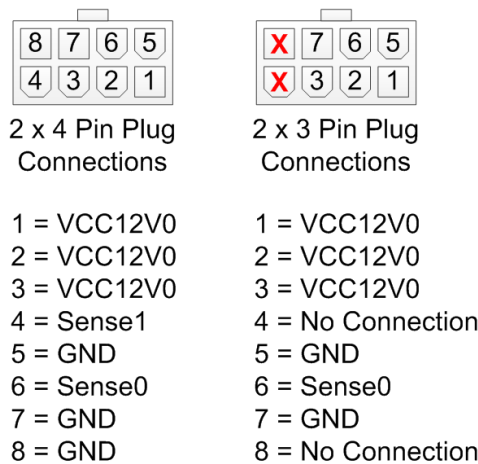 8 7 6 5
4 3 2 1
2 x 4 Pin Plug
Connections
1 = VCC12V0
2 = VCC12V0
3 = VCC12V0
4 = Sense1
5 = GND
6 = Sense0
7 = GND
8 = GND
X 7 6 5
X 3 2 1
2 x 3 Pin Plug
Connections
1 = VCC12V0
2 = VCC12V0
3 = VCC12V0
4 = No Connection
5 = GND
6 = Sense0
7 = GND
8 = No Connection